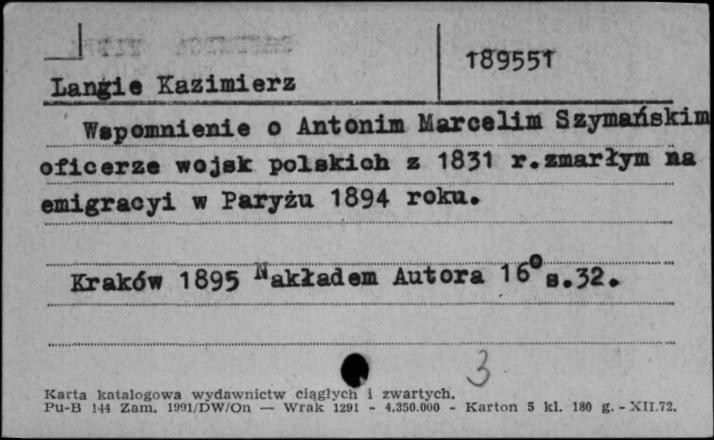 189551
Langie Kazimierz
Wspomnienie o Antonim Marcelim Szymańskim
oficerze wojsk polskich z 1831 r.zmarłym na
emigracyi w Paryżu 1894 roku.
Kraków 1895 Nakładem Autora 16° s.32.
3
Karta katalogowa wydawnictw ciągłych i zwartych.
Pu-B 144 Zam. 1991/DW/On — Wrak 1291 - 4.350.000 - Karton 5 kl. 180 g. - XII.72.